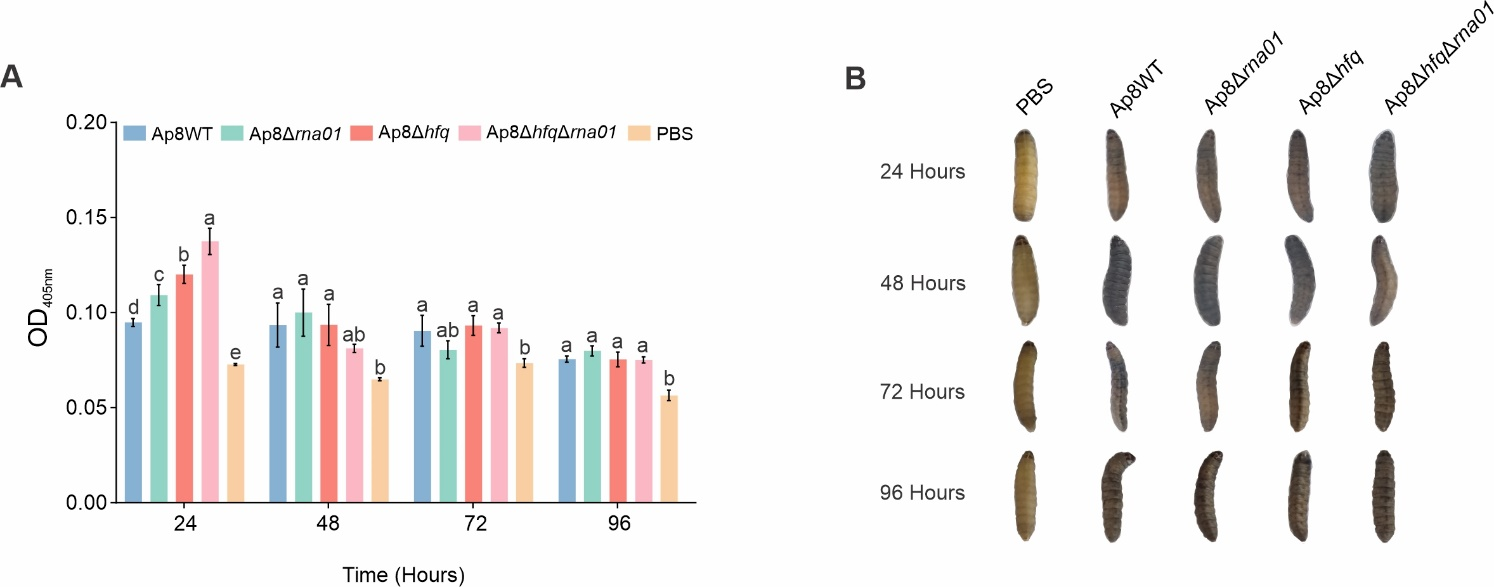 A
0.20
0.15
0.10
0.05
0.00
OD405nm
Ap8WT Ap8Δrna01 Ap8Δhfq Ap8ΔhfqΔrna01 PBS
d c b a e
a a a ab b
a ab a a b
a a a a b
24 48 72 96
Time (Hours)
B
PBS Ap8WT Ap8Δrna01 Ap8Δhfq Ap8ΔhfqΔrna01
24 Hours
48 Hours
72 Hours
96 Hours